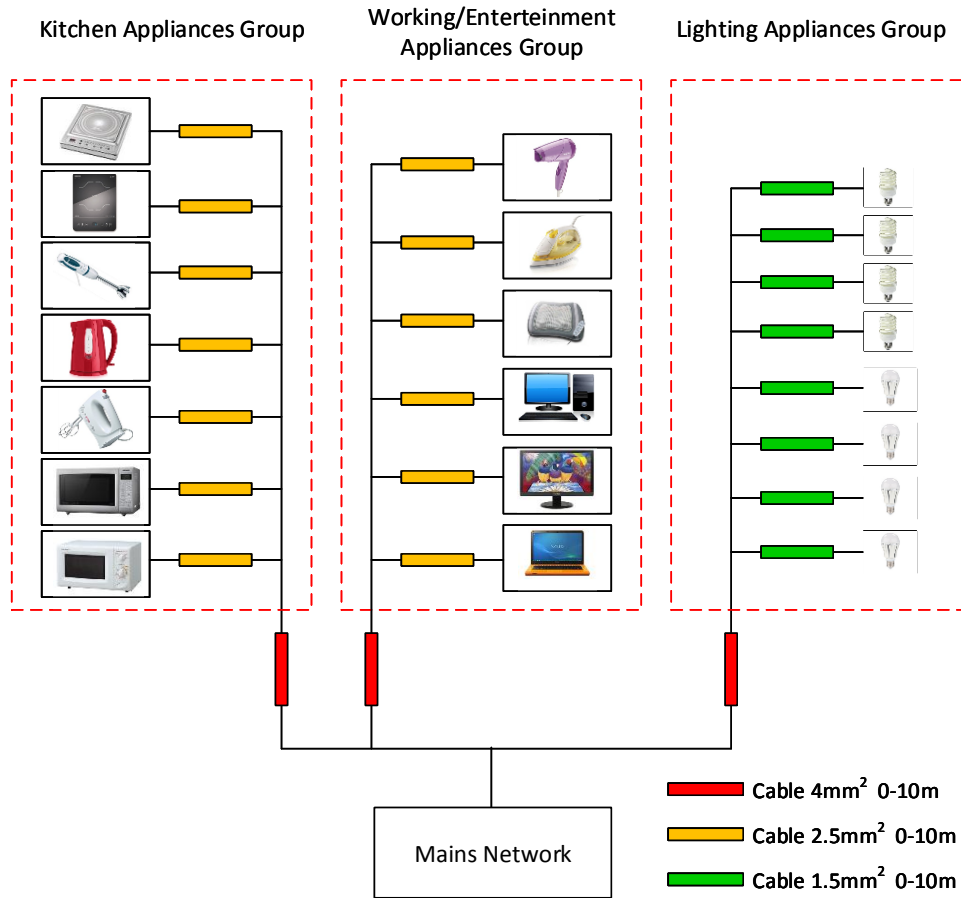 Kitchen Appliances Group
Working/Enterteinment
Appliances Group
Lighting Appliances Group
Mains Network
Cable 4mm² 0-10m
Cable 2.5mm² 0-10m
Cable 1.5mm² 0-10m